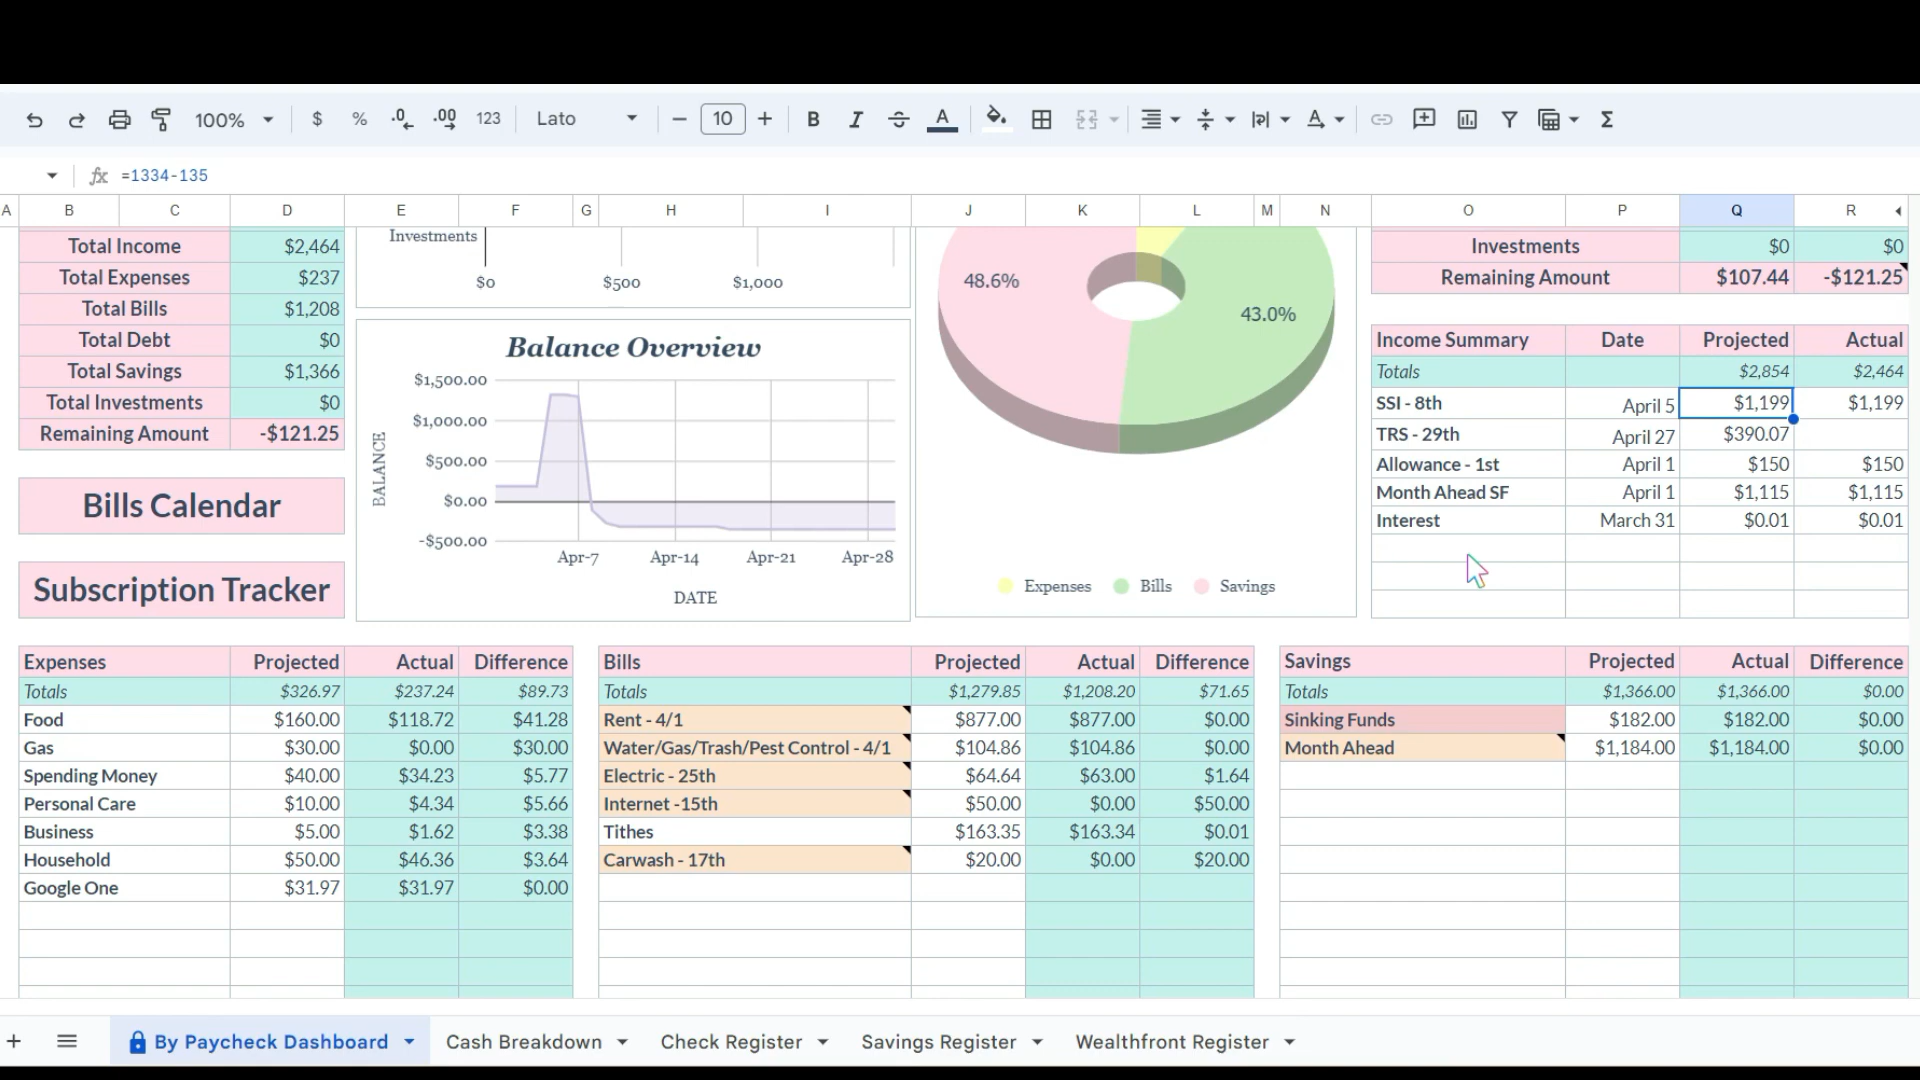 100% $ % .0 .00 123 Lato 10 B I A A Σ
fx =1334-135
A B C D E F G H I J K L M N O P Q R
Total Income $2,464
Total Expenses $237
Total Bills $1,208
Total Debt $0
Total Savings $1,366
Total Investments $0
Remaining Amount -$121.25
Bills Calendar
Subscription Tracker
Investments
$0 $500 $1,000
Balance Overview
BALANCE
$1,500.00
$1,000.00
$500.00
$0.00
-$500.00
Apr-7 Apr-14 Apr-21 Apr-28
DATE
48.6%
43.0%
Expenses Bills Savings
Investments $0 $0
Remaining Amount $107.44 -$121.25
Income Summary Date Projected Actual
Totals $2,854 $2,464
SSI - 8th April 5 $1,199 $1,199
TRS - 29th April 27 $390.07
Allowance - 1st April 1 $150 $150
Month Ahead SF April 1 $1,115 $1,115
Interest March 31 $0.01 $0.01
Expenses Projected Actual Difference
Totals $326.97 $237.24 $89.73
Food $160.00 $118.72 $41.28
Gas $30.00 $0.00 $30.00
Spending Money $40.00 $34.23 $5.77
Personal Care $10.00 $4.34 $5.66
Business $5.00 $1.62 $3.38
Household $50.00 $46.36 $3.64
Google One $31.97 $31.97 $0.00
Bills Projected Actual Difference
Totals $1,279.85 $1,208.20 $71.65
Rent - 4/1 $877.00 $877.00 $0.00
Water/Gas/Trash/Pest Control - 4/1 $104.86 $104.86 $0.00
Electric - 25th $64.64 $63.00 $1.64
Internet -15th $50.00 $0.00 $50.00
Tithes $163.35 $163.34 $0.01
Carwash - 17th $20.00 $0.00 $20.00
Savings Projected Actual Difference
Totals $1,366.00 $1,366.00 $0.00
Sinking Funds $182.00 $182.00 $0.00
Month Ahead $1,184.00 $1,184.00 $0.00
By Paycheck Dashboard Cash Breakdown Check Register Savings Register Wealthfront Register